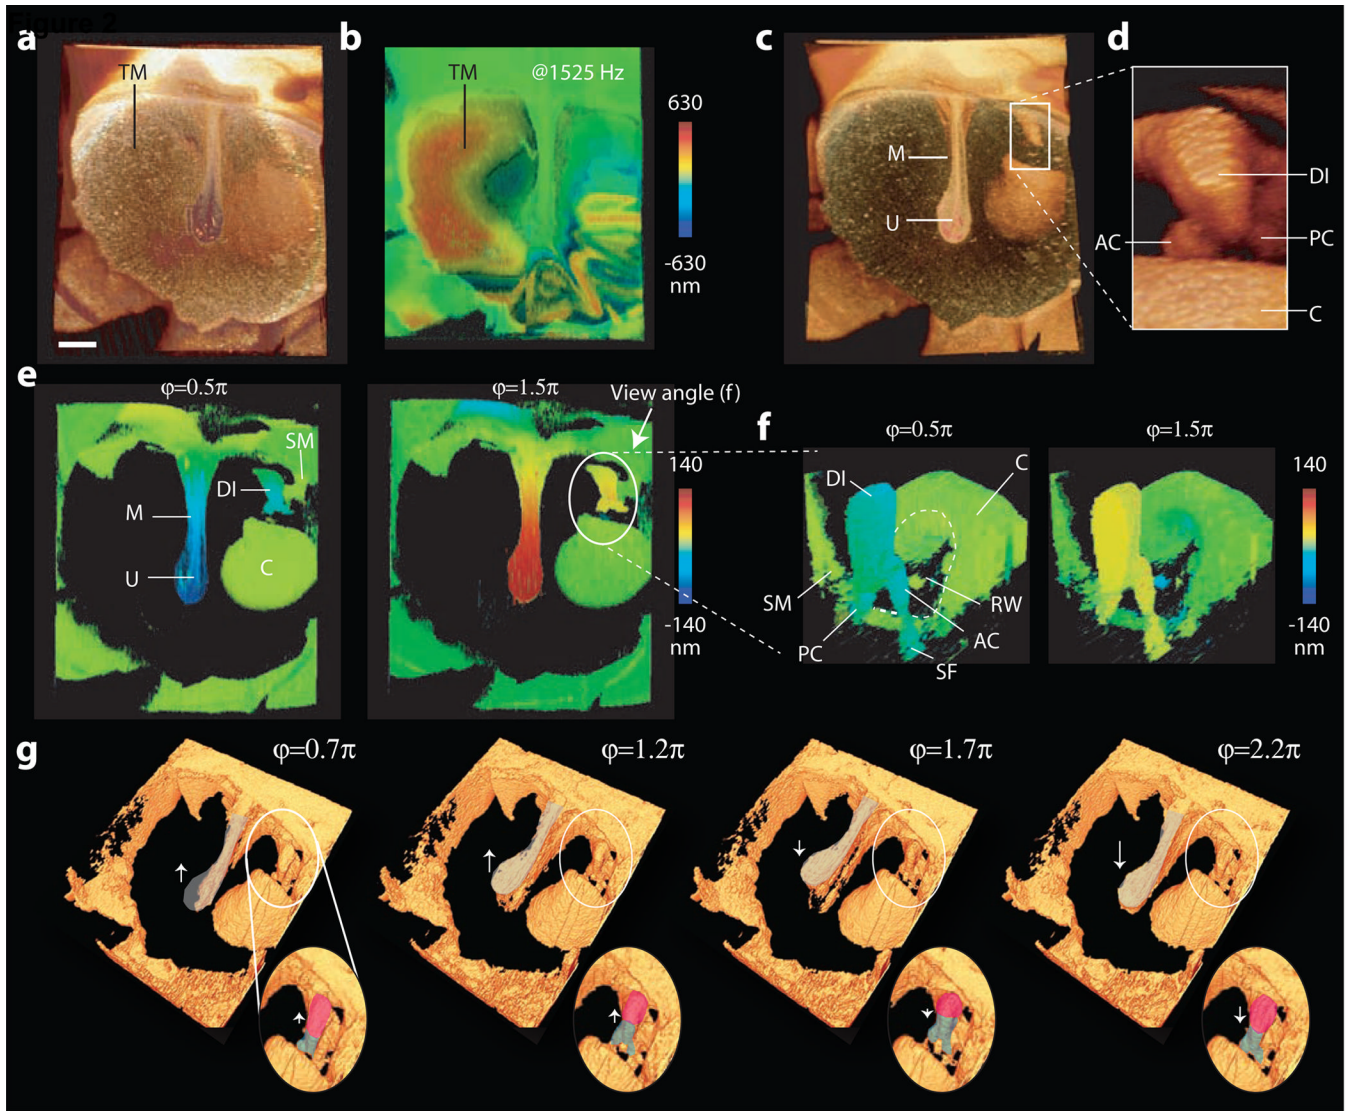 Figure 2
a
TM
b
TM
@1525 Hz
630
-630
nm
c
M
U
d
DI
AC
PC
C
e
φ=0.5π
SM
DI
M
U
C
φ=1.5π
View angle (f)
140
-140
nm
f
φ=0.5π
DI
C
SM
RW
PC
AC
SF
φ=1.5π
140
-140
nm
g
φ=0.7π
φ=1.2π
φ=1.7π
φ=2.2π